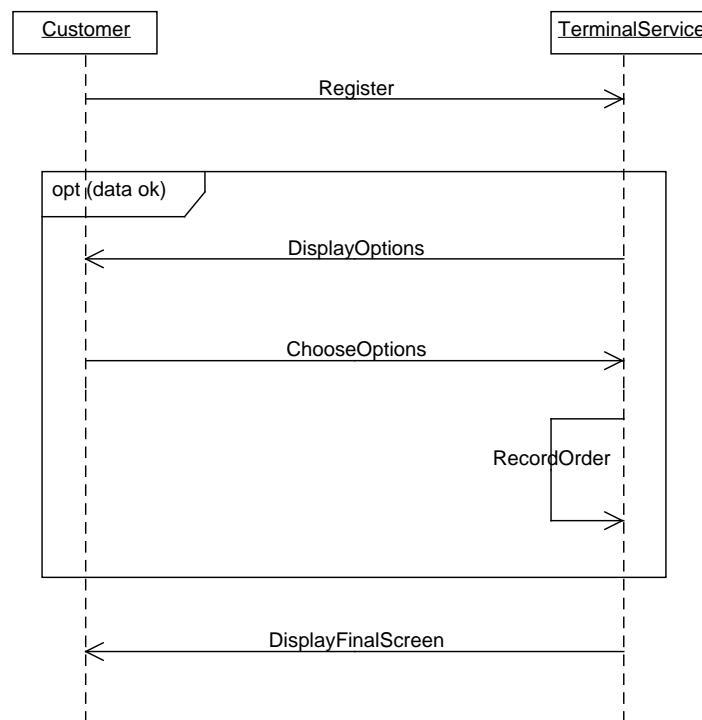 Customer
TerminalService
Register
opt (data ok)
DisplayOptions
ChooseOptions
RecordOrder
DisplayFinalScreen